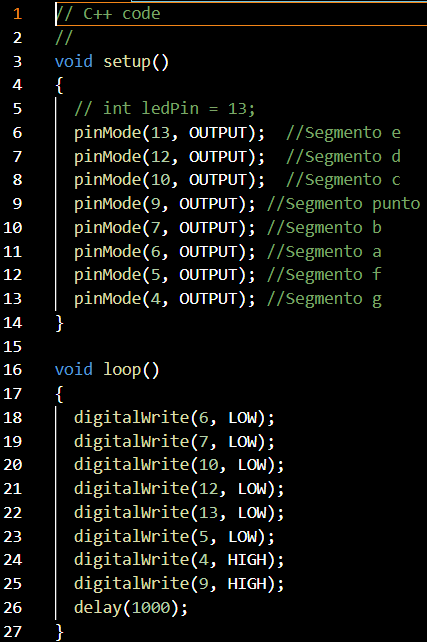 1 // C++ code
2 //
3 void setup()
4 {
5   // int ledPin = 13;
6   pinMode(13, OUTPUT);  //Segmento e
7   pinMode(12, OUTPUT);  //Segmento d
8   pinMode(10, OUTPUT);  //Segmento c
9   pinMode(9, OUTPUT); //Segmento punto
10   pinMode(7, OUTPUT); //Segmento b
11   pinMode(6, OUTPUT); //Segmento a
12   pinMode(5, OUTPUT); //Segmento f
13   pinMode(4, OUTPUT); //Segmento g
14 }
15
16 void loop()
17 {
18   digitalWrite(6, LOW);
19   digitalWrite(7, LOW);
20   digitalWrite(10, LOW);
21   digitalWrite(12, LOW);
22   digitalWrite(13, LOW);
23   digitalWrite(5, LOW);
24   digitalWrite(4, HIGH);
25   digitalWrite(9, HIGH);
26   delay(1000);
27 }